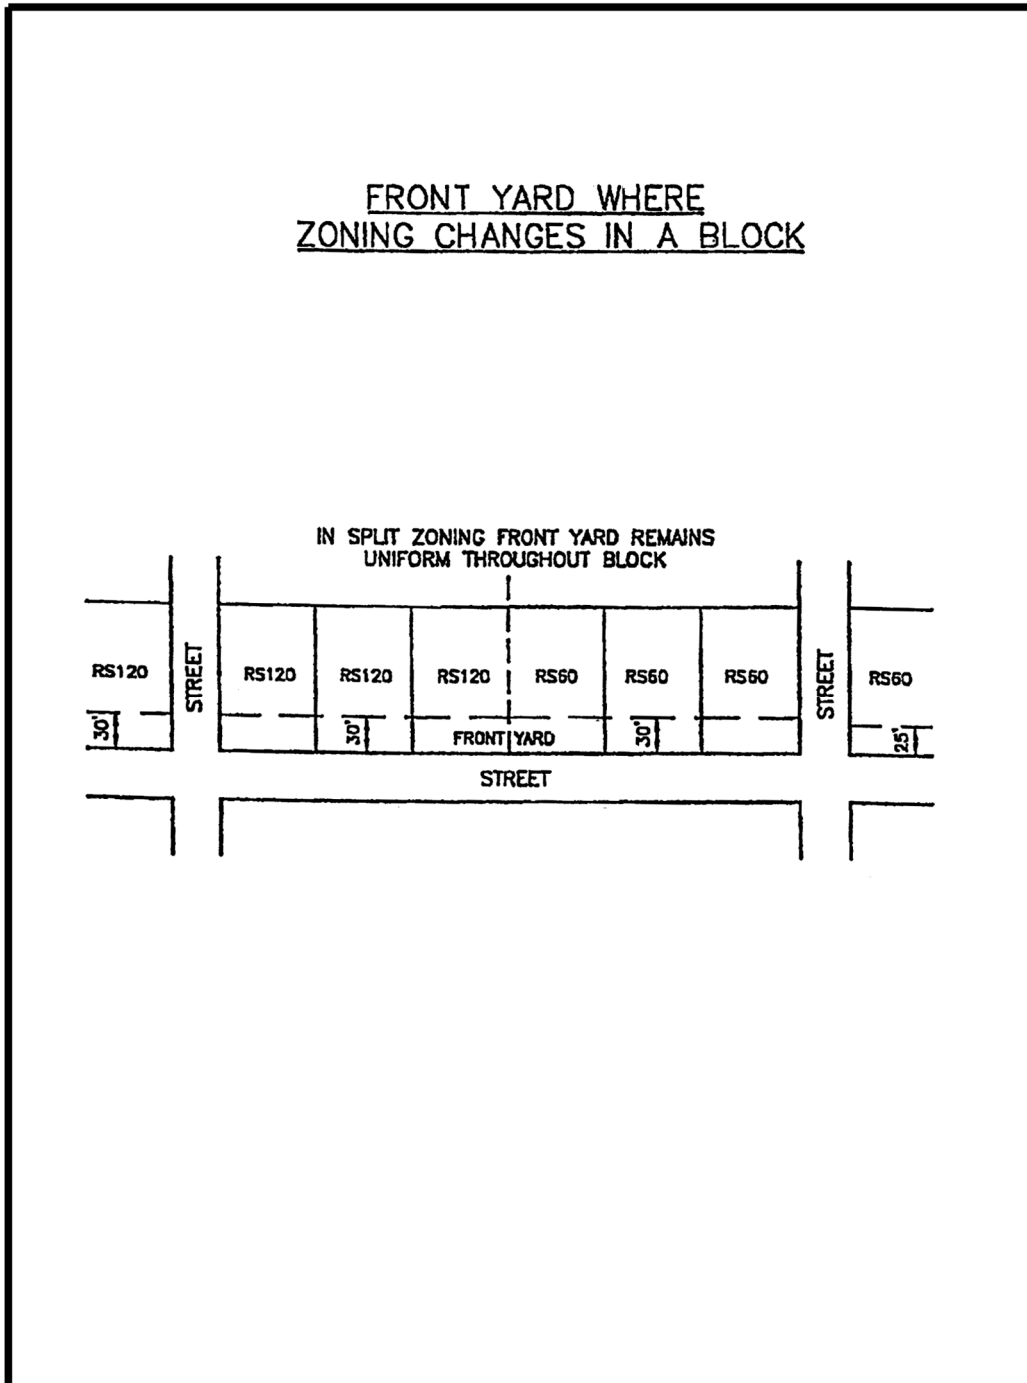 FRONT YARD WHERE
ZONING CHANGES IN A BLOCK
IN SPLIT ZONING FRONT YARD REMAINS
UNIFORM THROUGHOUT BLOCK
RS120
STREET
RS120
RS120
RS120
RS60
RS60
RS60
STREET
RS60
30'
30'
FRONT YARD
30'
25'
STREET